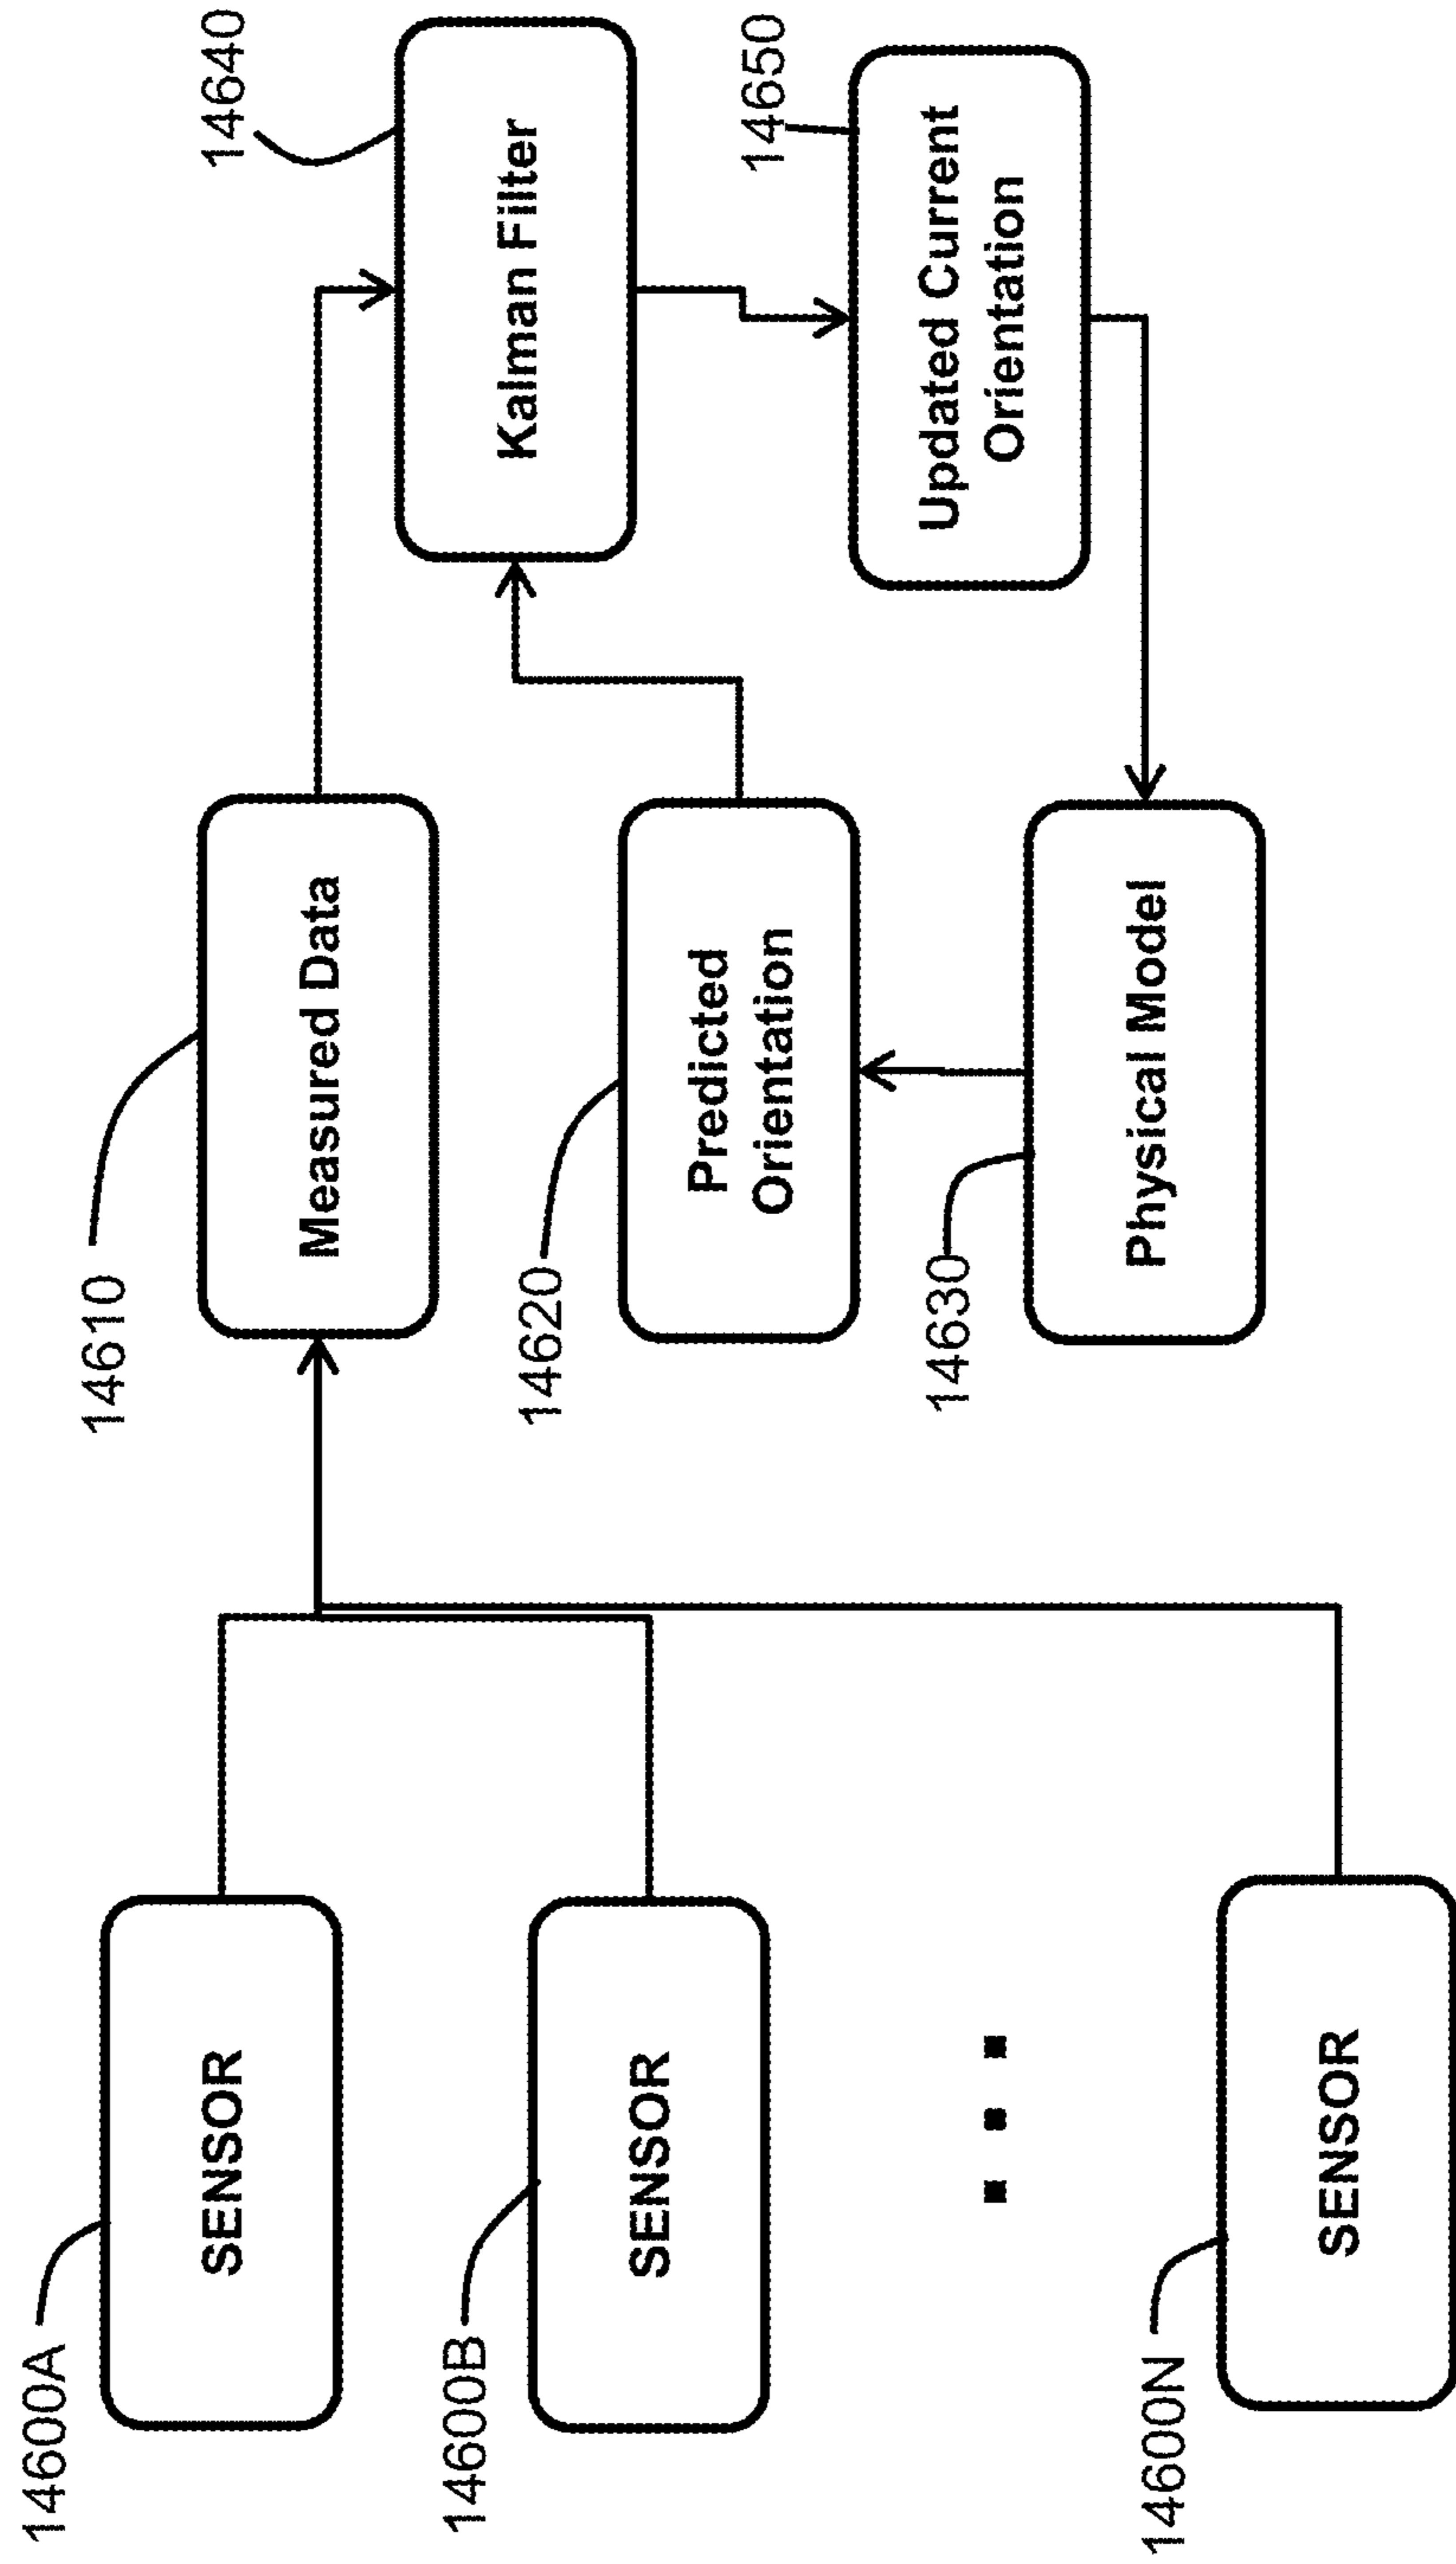 14600A
SENSOR
14600B
SENSOR
14600N
SENSOR
14610
Measured Data
14620
Predicted
Orientation
14630
Physical Model
14640
Kalman Filter
14650
Updated Current
Orientation